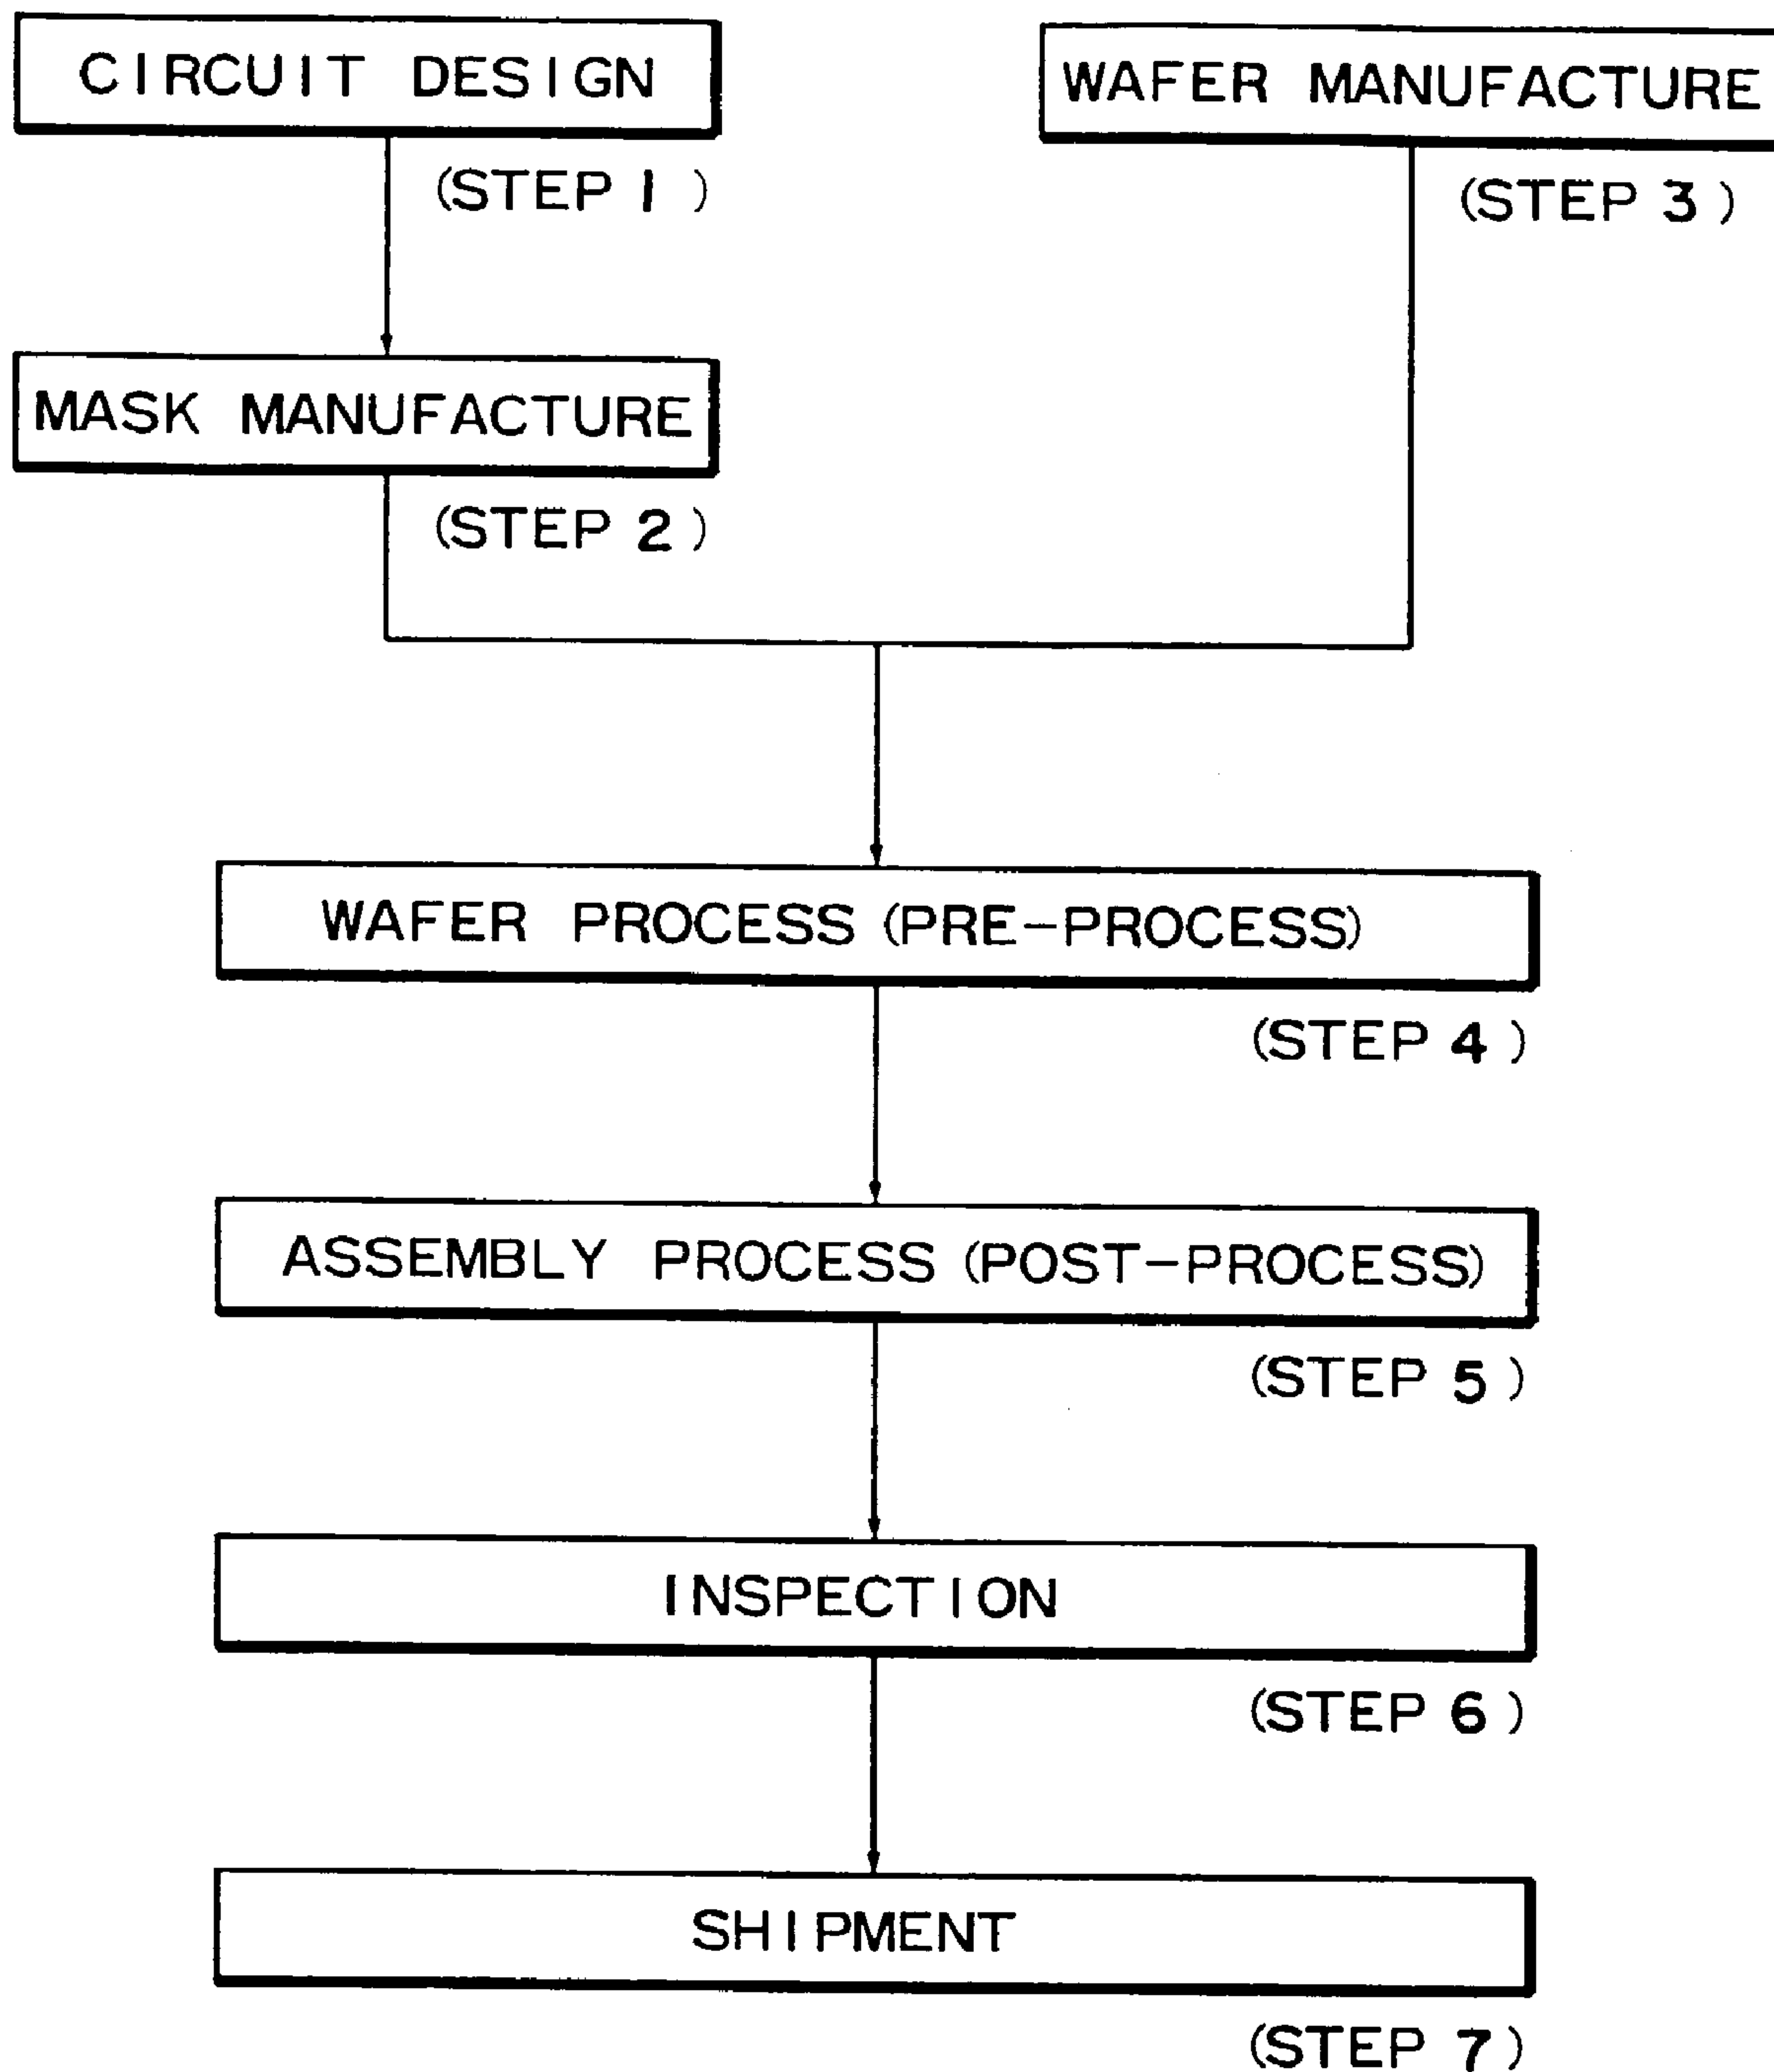 CIRCUIT DESIGN
(STEP 1)
MASK MANUFACTURE
(STEP 2)
WAFER MANUFACTURE
(STEP 3)
WAFER PROCESS (PRE-PROCESS)
(STEP 4)
ASSEMBLY PROCESS (POST-PROCESS)
(STEP 5)
INSPECTION
(STEP 6)
SHIPMENT
(STEP 7)